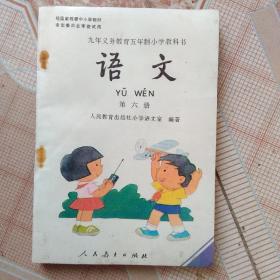 经国家教委中小学教材
审定委员会审查试用
九年义务教育五年制小学教科书
语文
YǓ WÉN
第六册
人民教育出版社小学语文室 编著
人民教育出版社